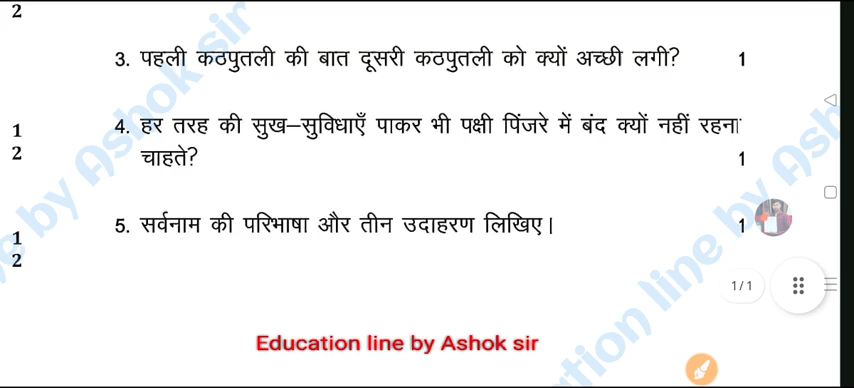 2
3. पहली कठपुतली की बात दूसरी कठपुतली को क्यों अच्छी लगी? 1
1
4. हर तरह की सुख–सुविधाएँ पाकर भी पक्षी पिंजरे में बंद क्यों नहीं रहना
2
चाहते? 1
5. सर्वनाम की परिभाषा और तीन उदाहरण लिखिए। 1
1
2
1/1
Education line by Ashok sir